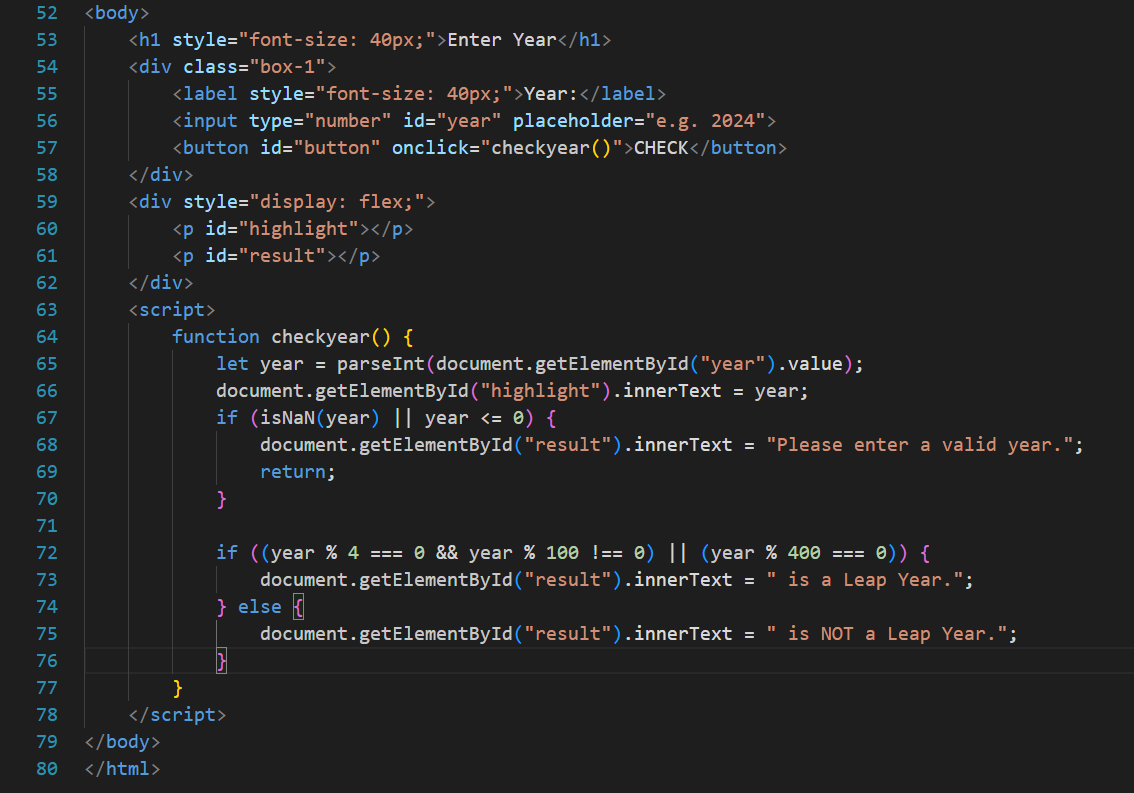 52 <body>
53     <h1 style="font-size: 40px;">Enter Year</h1>
54     <div class="box-1">
55         <label style="font-size: 40px;">Year:</label>
56         <input type="number" id="year" placeholder="e.g. 2024">
57         <button id="button" onclick="checkyear()">CHECK</button>
58     </div>
59     <div style="display: flex;">
60         <p id="highlight"></p>
61         <p id="result"></p>
62     </div>
63     <script>
64         function checkyear() {
65             let year = parseInt(document.getElementById("year").value);
66             document.getElementById("highlight").innerText = year;
67             if (isNaN(year) || year <= 0) {
68                 document.getElementById("result").innerText = "Please enter a valid year.";
69                 return;
70             }
71
72             if ((year % 4 === 0 && year % 100 !== 0) || (year % 400 === 0)) {
73                 document.getElementById("result").innerText = " is a Leap Year.";
74             } else {
75                 document.getElementById("result").innerText = " is NOT a Leap Year.";
76             }
77         }
78     </script>
79 </body>
80 </html>